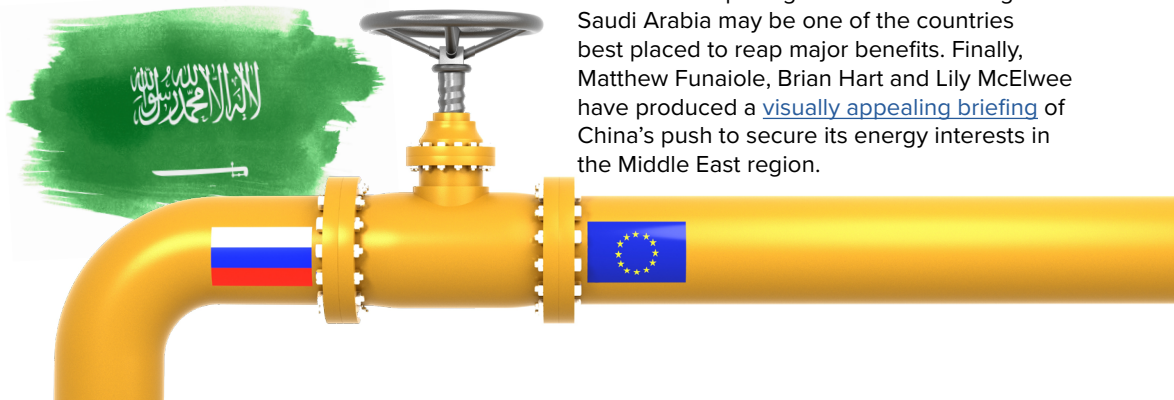 لا إله إلا الله محمد رسول الله
Saudi Arabia may be one of the countries
best placed to reap major benefits. Finally,
Matthew Funaiole, Brian Hart and Lily McElwee
have produced a visually appealing briefing of
China’s push to secure its energy interests in
the Middle East region.